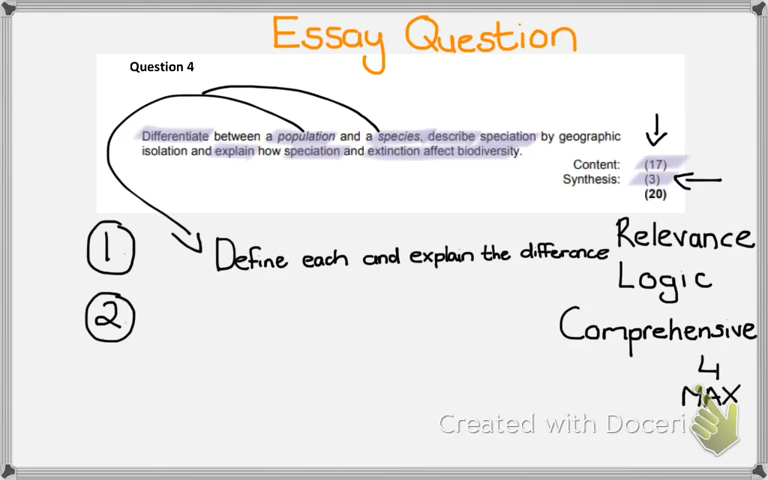 Essay Question
Question 4
Differentiate between a population and a species, describe speciation by geographic
isolation and explain how speciation and extinction affect biodiversity.
Content: (17)
Synthesis: (3)
(20)
1 Define each and explain the difference
Relevance
Logic
2
Comprehensive
4
MAX
Created with Doceri